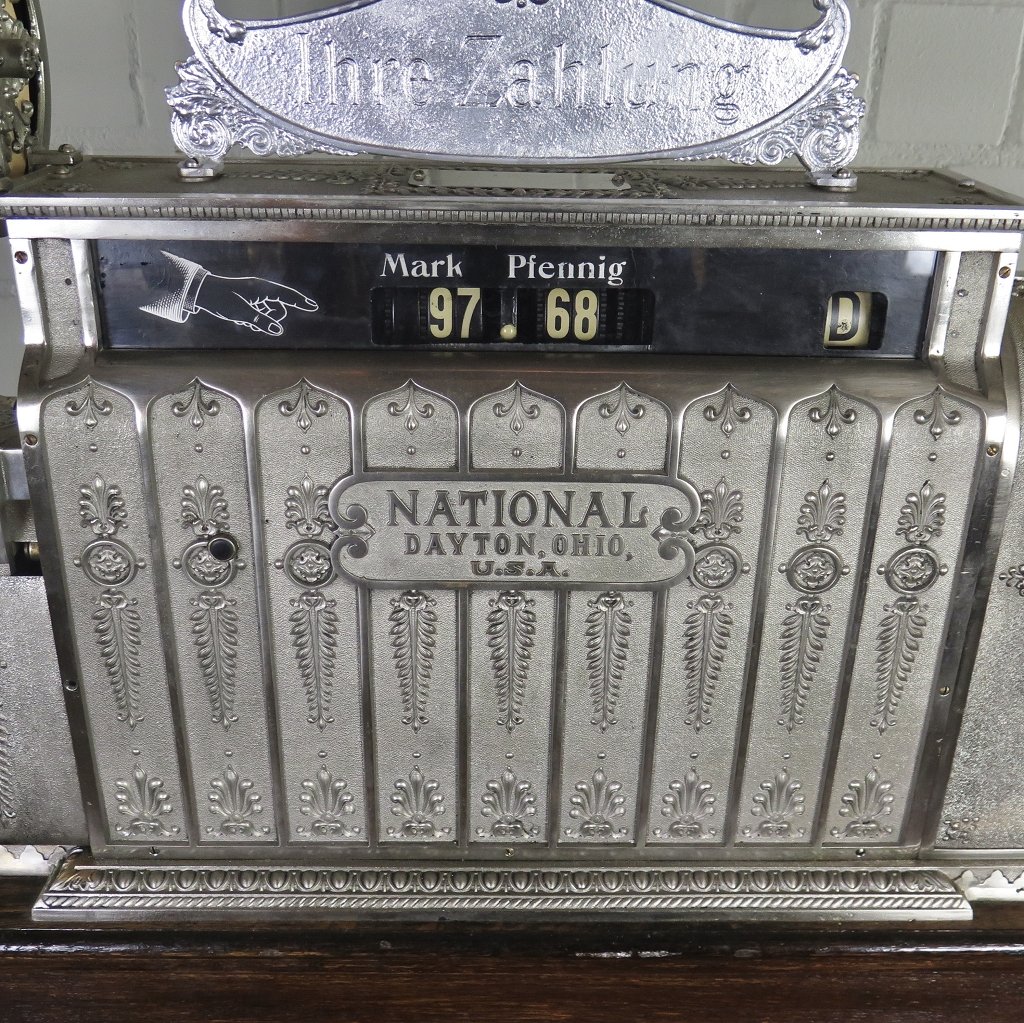 Ihre Zahlung
Mark Pfennig
97 68 D
NATIONAL
DAYTON, OHIO,
U.S.A.